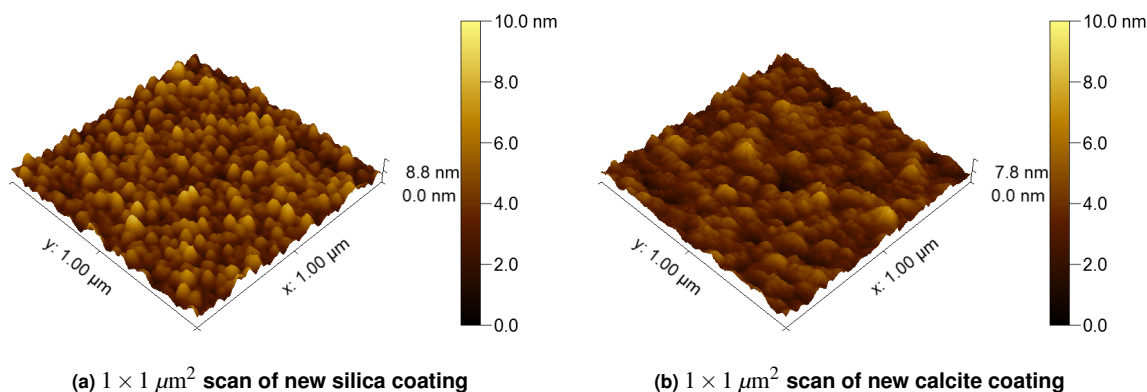 10.0 nm
8.0
6.0
4.0
2.0
0.0
8.8 nm
0.0 nm
y: 1.00 µm
x: 1.00 µm
(a) 1 × 1 µm² scan of new silica coating
10.0 nm
8.0
6.0
4.0
2.0
0.0
7.8 nm
0.0 nm
y: 1.00 µm
x: 1.00 µm
(b) 1 × 1 µm² scan of new calcite coating